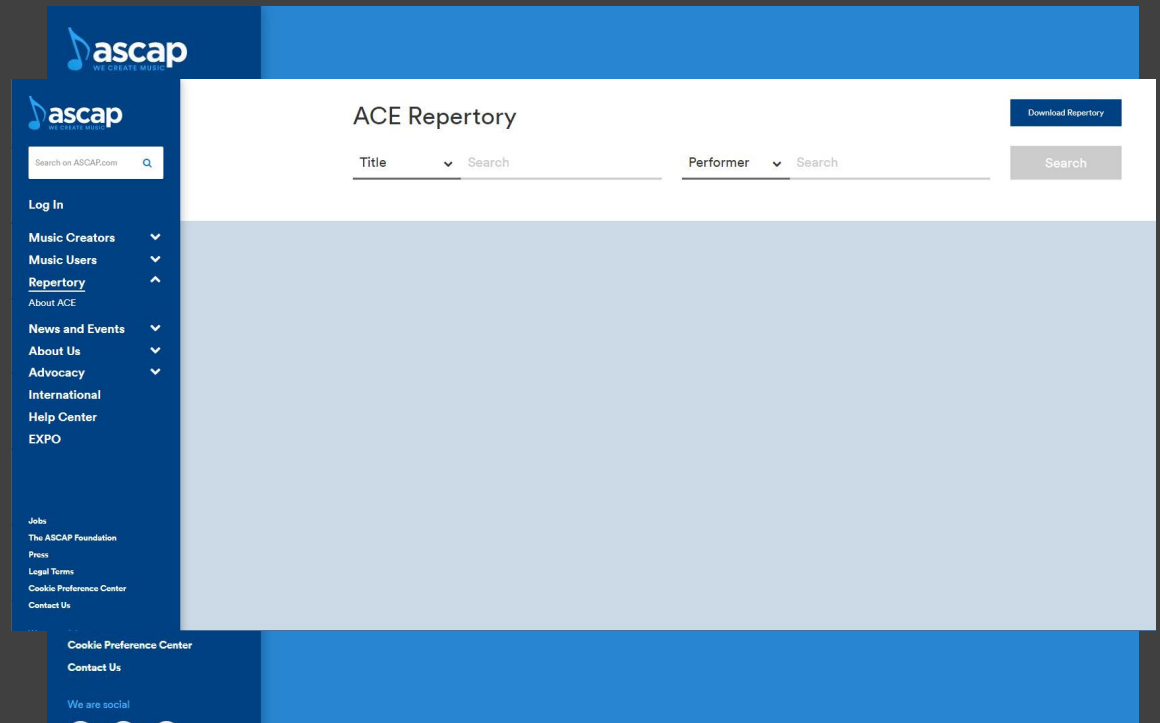 ascap
WE CREATE MUSIC
ascap
WE CREATE MUSIC
Search on ASCAP.com
Log In
Music Creators
Music Users
Repertory
About ACE
News and Events
About Us
Advocacy
International
Help Center
EXPO
Jobs
The ASCAP Foundation
Press
Legal Terms
Cookie Preference Center
Contact Us
ACE Repertory
Download Repertory
Title Search Performer Search Search
Cookie Preference Center
Contact Us
We are social